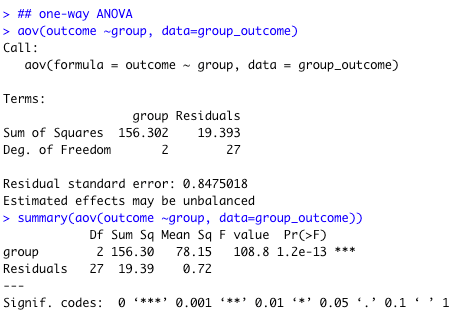 > ## one-way ANOVA
> aov(outcome ~group, data=group_outcome)
Call:
   aov(formula = outcome ~ group, data = group_outcome)

Terms:
                  group Residuals
Sum of Squares  156.302    19.393
Deg. of Freedom       2        27

Residual standard error: 0.8475018
Estimated effects may be unbalanced
> summary(aov(outcome ~group, data=group_outcome))
            Df Sum Sq Mean Sq F value  Pr(>F)    
group        2 156.30   78.15   108.8 1.2e-13 ***
Residuals   27  19.39    0.72                    
---
Signif. codes:  0 ‘***’ 0.001 ‘**’ 0.01 ‘*’ 0.05 ‘.’ 0.1 ‘ ’ 1